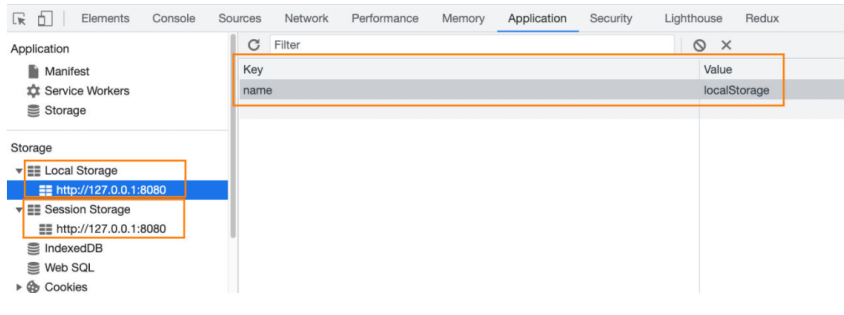 Elements Console Sources Network Performance Memory Application Security Lighthouse Redux
Application
Manifest
Service Workers
Storage
Storage
Local Storage
http://127.0.0.1:8080
Session Storage
http://127.0.0.1:8080
IndexedDB
Web SQL
Cookies
Filter
Key Value
name localStorage